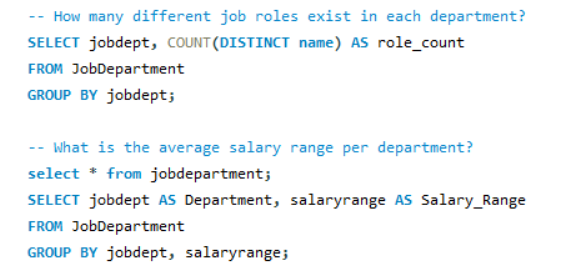 -- How many different job roles exist in each department?
SELECT jobdept, COUNT(DISTINCT name) AS role_count
FROM JobDepartment
GROUP BY jobdept;
-- What is the average salary range per department?
select * from jobdepartment;
SELECT jobdept AS Department, salaryrange AS Salary_Range
FROM JobDepartment
GROUP BY jobdept, salaryrange;